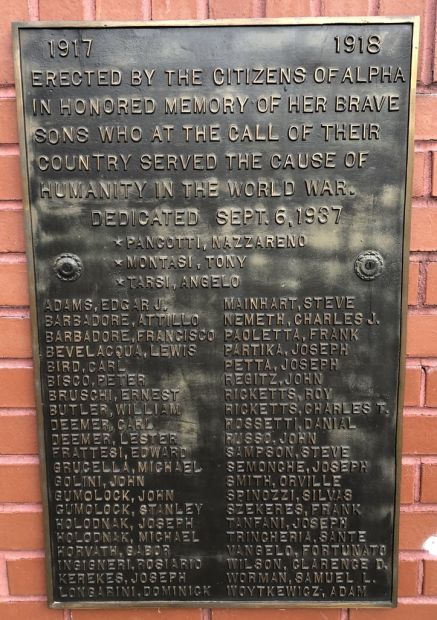 1917 1918
ERECTED BY THE CITIZENS OF ALPHA
IN HONORED MEMORY OF HER BRAVE
SONS WHO AT THE CALL OF THEIR
COUNTRY SERVED THE CAUSE OF
HUMANITY IN THE WORLD WAR.
DEDICATED SEPT. 6, 1937
★ PANCOTTI, NAZZARENO
★ MONTASI, TONY
★ TARSI, ANGELO
ADAMS, EDGAR J.
BARBADORE, ATTILLO
BARBADORE, FRANCISCO
BEVELACQUA, LEWIS
BIRD, CARL
BISCO, PETER
BRUSCHI, ERNEST
BUTLER, WILLIAM
DEEMER, CARL
DEEMER, LESTER
FRATTESI, EDWARD
GRUCELLA, MICHAEL
GOLINI, JOHN
GUMOLOCK, JOHN
GUMOLOCK, STANLEY
HOLODNAK, JOSEPH
HOLODNAK, MICHAEL
HORVATH, GABOR
INGIGNERI, ROSIARIO
KEREKES, JOSEPH
LONGARINI, DOMINICK
MAINHART, STEVE
NEMETH, CHARLES J.
PAOLETTA, FRANK
PARTIKA, JOSEPH
PETTA, JOSEPH
REGITZ, JOHN
RICKETTS, ROY
RICKETTS, CHARLES T.
ROSSETTI, DANIAL
RUSSO, JOHN
SAMPSON, STEVE
SEMONCHE, JOSEPH
SMITH, ORVILLE
SPINOZZI, SILVAS
SZEKERES, FRANK
TANFANI, JOSEPH
TRINCHERIA, SANTE
VANGELO, FORTUNATO
WILSON, CLARENCE D.
WORMAN, SAMUEL L.
WOYTKEWICZ, ADAM